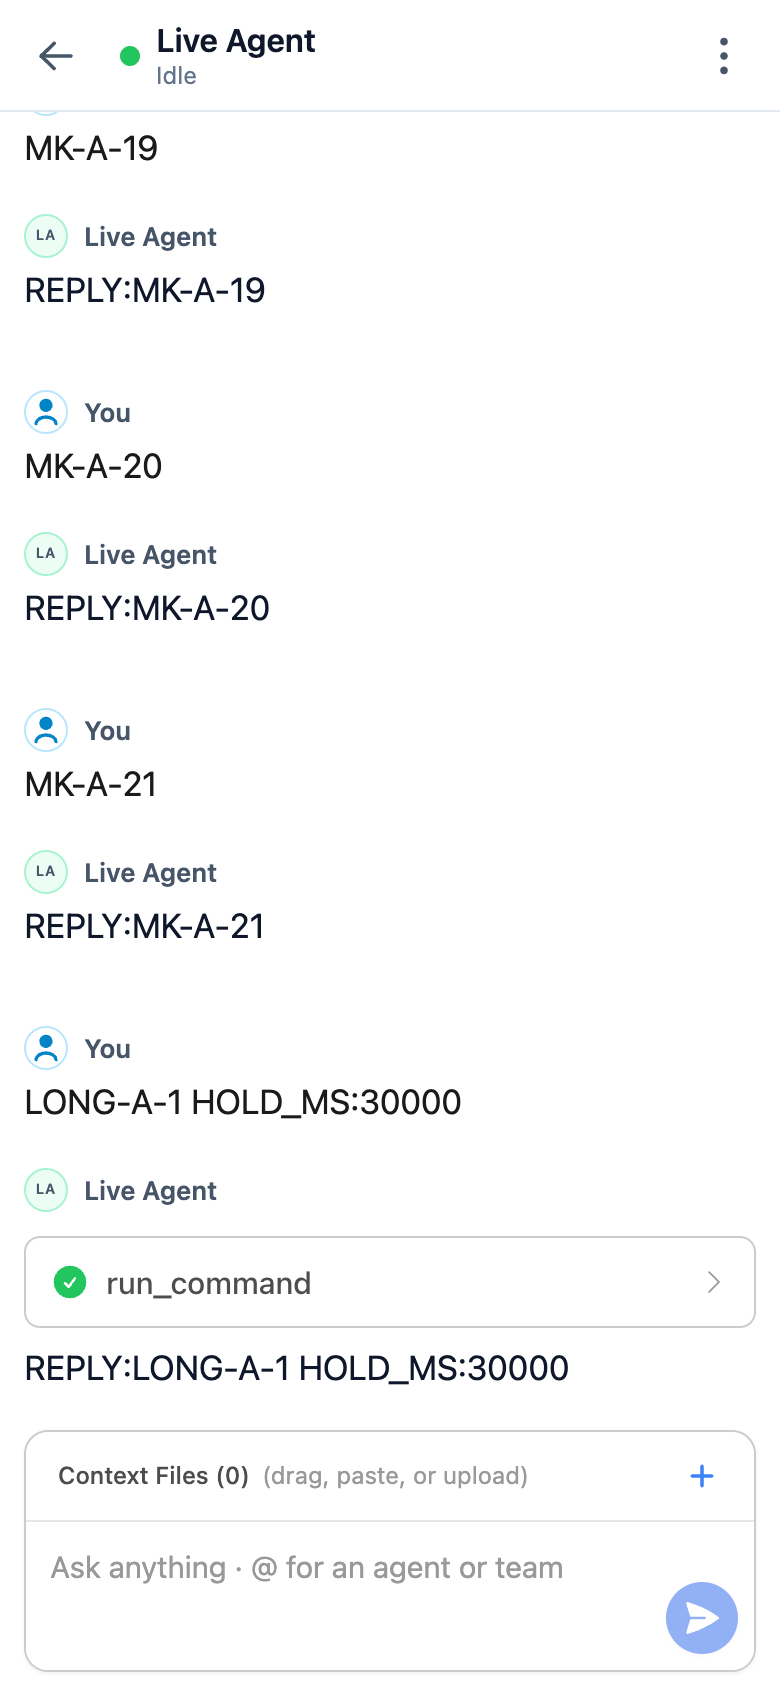 Live Agent
Idle
MK-A-19
LA Live Agent
REPLY:MK-A-19
You
MK-A-20
LA Live Agent
REPLY:MK-A-20
You
MK-A-21
LA Live Agent
REPLY:MK-A-21
You
LONG-A-1 HOLD_MS:30000
LA Live Agent
run_command
REPLY:LONG-A-1 HOLD_MS:30000
Context Files (0) (drag, paste, or upload)
Ask anything · @ for an agent or team